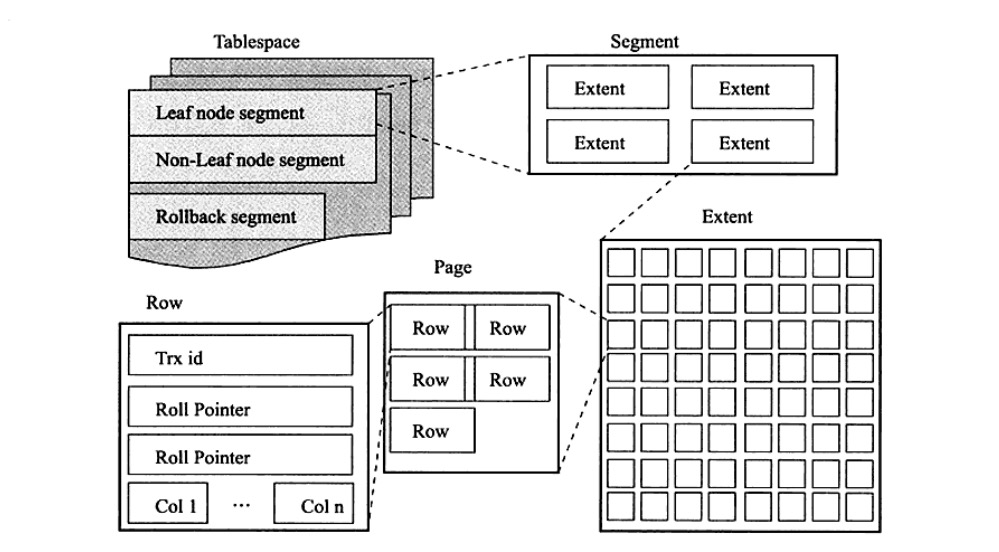 Tablespace
Leaf node segment
Non-Leaf node segment
Rollback segment
Segment
Extent
Extent
Extent
Extent
Extent
Page
Row
Row
Row
Row
Row
Row
Trx id
Roll Pointer
Roll Pointer
Col 1 ··· Col n